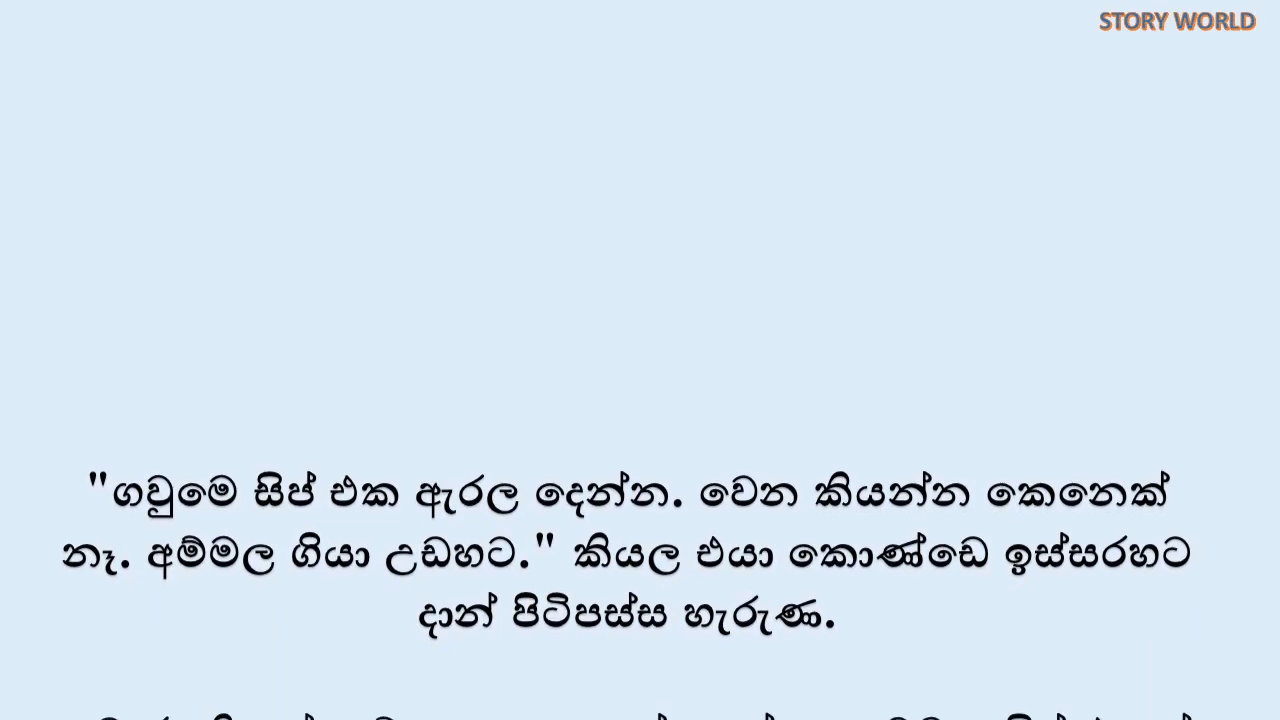 STORY WORLD
"ගවුමෙ සිප් එක ඇරල දෙන්න. වෙන කියන්න කෙනෙක්
නෑ. අම්මල ගියා උඩහට." කියල එයා කොණ්ඩෙ ඉස්සරහට
දාන් පිටිපස්ස හැරුණ.